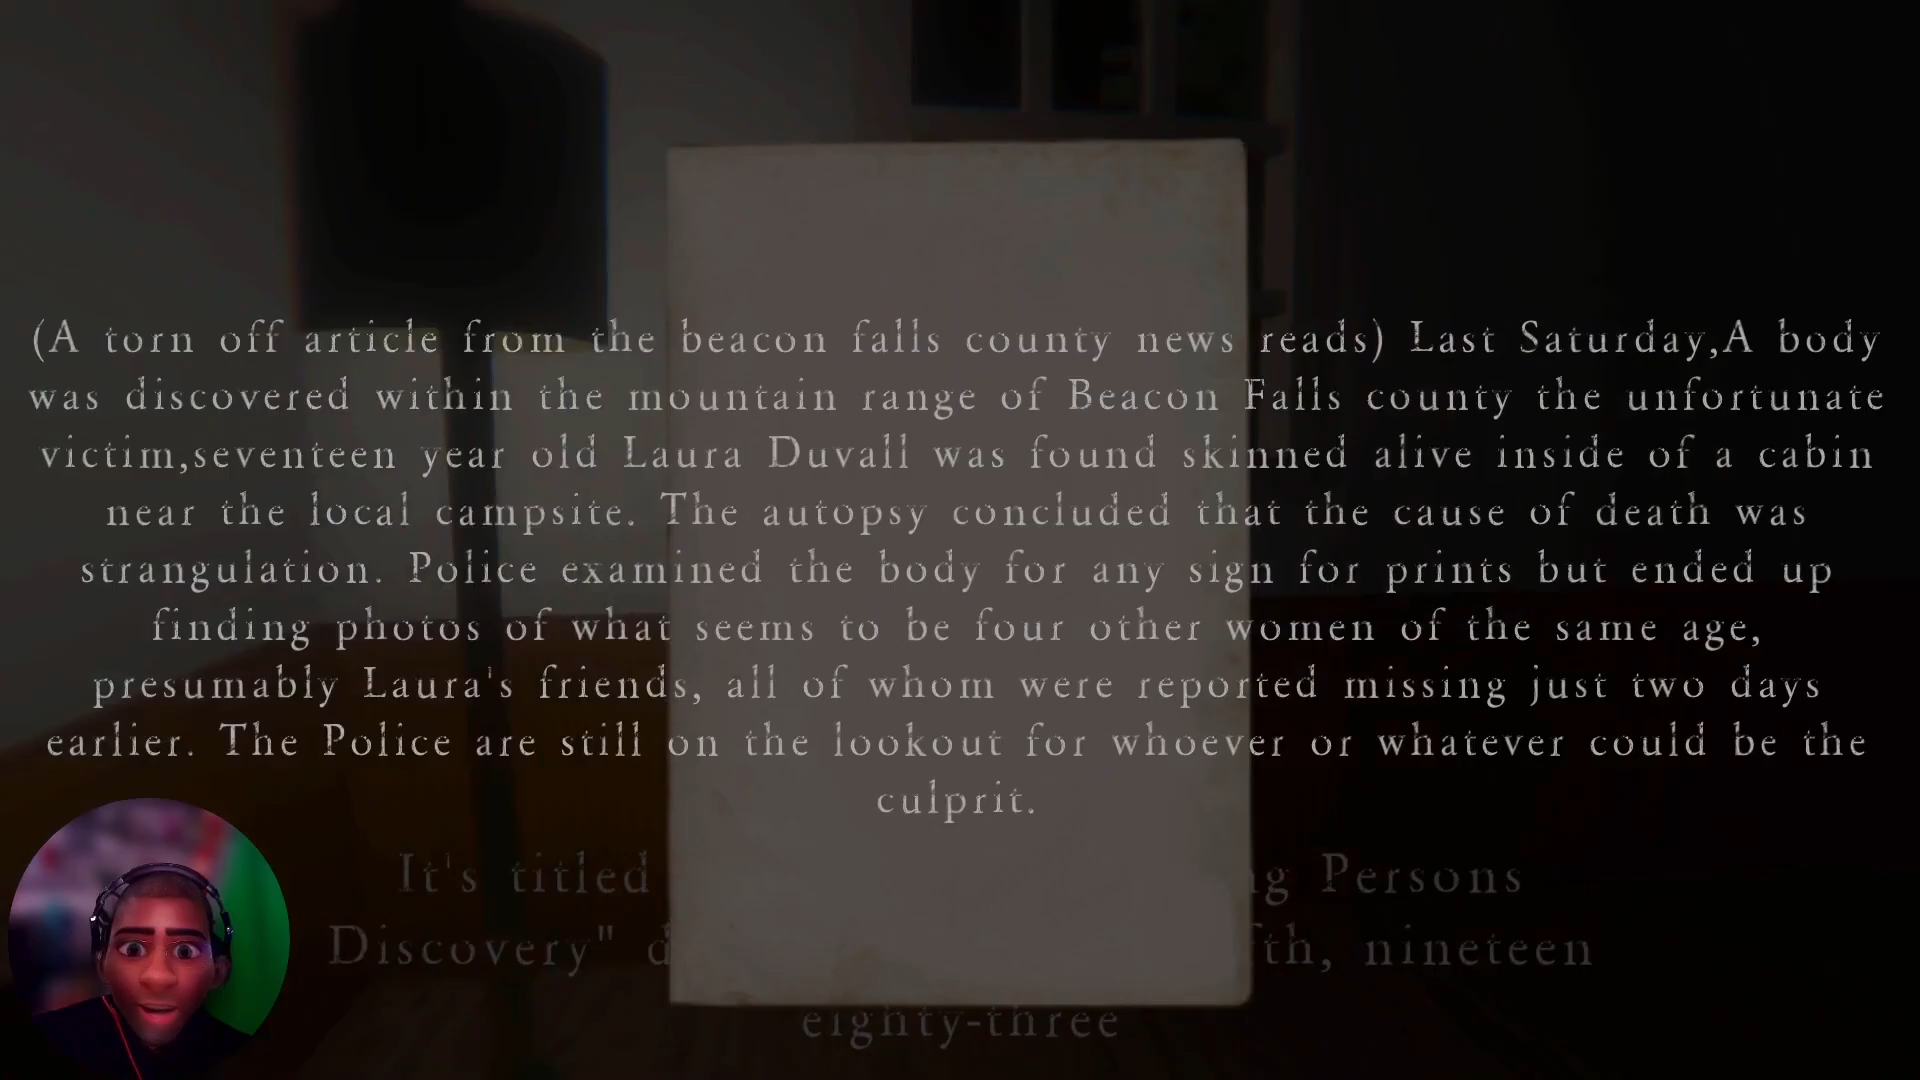 (A torn off article from the beacon falls county news reads) Last Saturday,A body
was discovered within the mountain range of Beacon Falls county the unfortunate
victim,seventeen year old Laura Duvall was found skinned alive inside of a cabin
near the local campsite. The autopsy concluded that the cause of death was
strangulation. Police examined the body for any sign for prints but ended up
finding photos of what seems to be four other women of the same age,
presumably Laura's friends, all of whom were reported missing just two days
earlier. The Police are still on the lookout for whoever or whatever could be the
culprit.
It's titled Persons
Discovery" nineteen
eighty-three